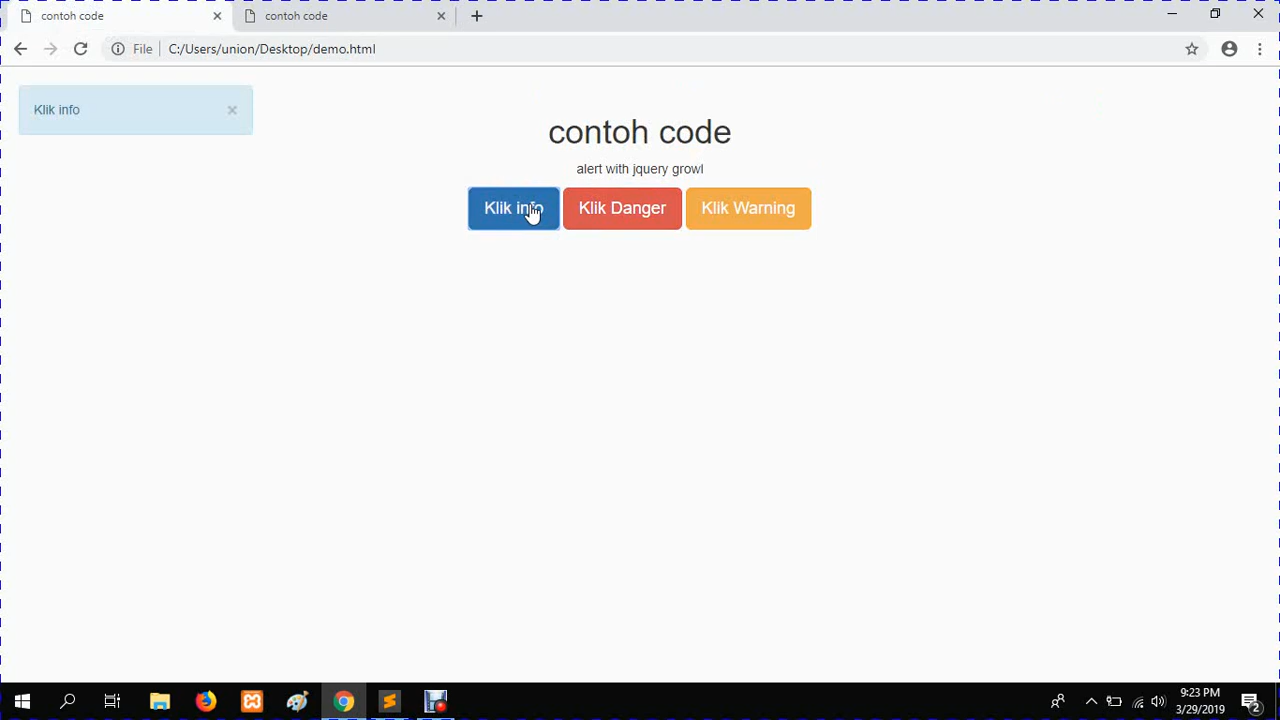 contoh code
contoh code
File
C:/Users/union/Desktop/demo.html
Klik info
contoh code
alert with jquery growl
Klik info
Klik Danger
Klik Warning
9:23 PM
3/29/2019
2